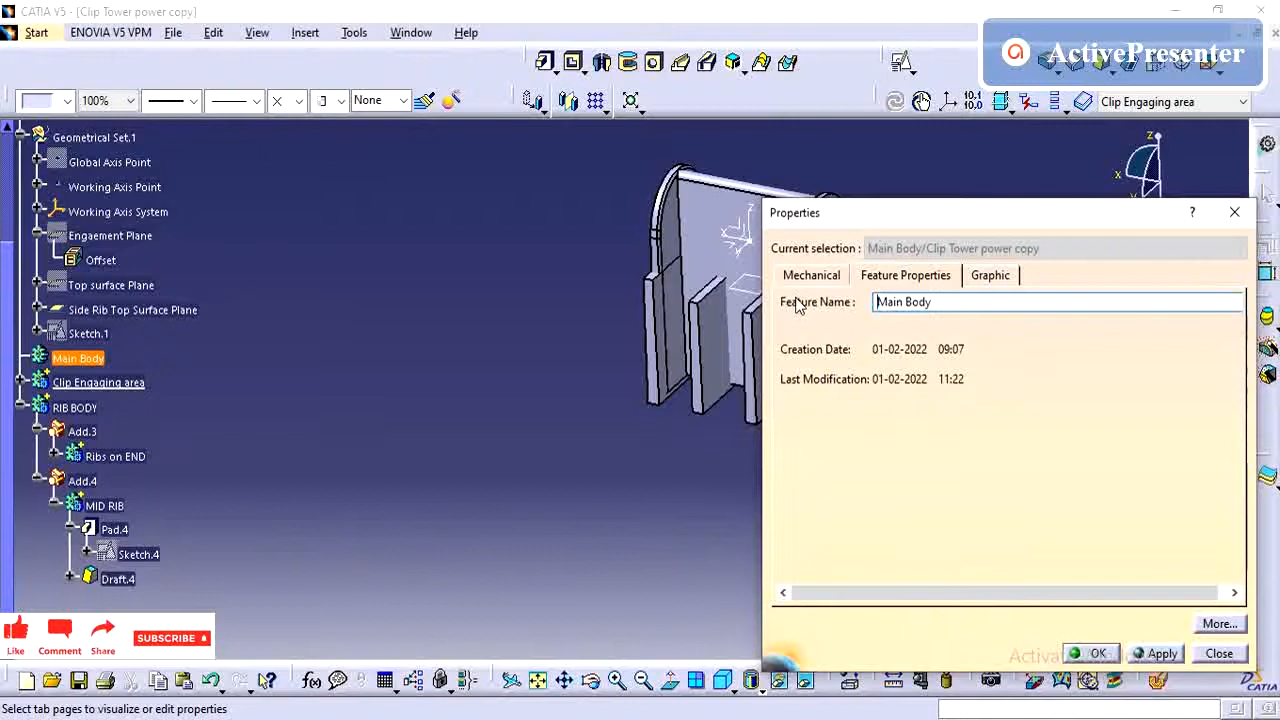 CATIA V5 - [Clip Tower power copy]
Start ENOVIA V5 VPM File Edit View Insert Tools Window Help
ActivePresenter
100% None Clip Engaging area
10.1
10.0
Geometrical Set.1
Global Axis Point
Working Axis Point
Working Axis System
Engaement Plane
Offset
Top surface Plane
Side Rib Top Surface Plane
Sketch.1
Main Body
Clip Engaging area
RIB BODY
Add.3
Ribs on END
Add.4
MID RIB
Pad.4
Sketch.4
Draft.4
z
x
z
Properties
?
Current selection : Main Body/Clip Tower power copy
Mechanical Feature Properties Graphic
Feature Name : Main Body
Creation Date: 01-02-2022 09:07
Last Modification: 01-02-2022 11:22
More...
OK Apply Close
Like Comment Share SUBSCRIBE
f(x)
CATIA
Select tab pages to visualize or edit properties